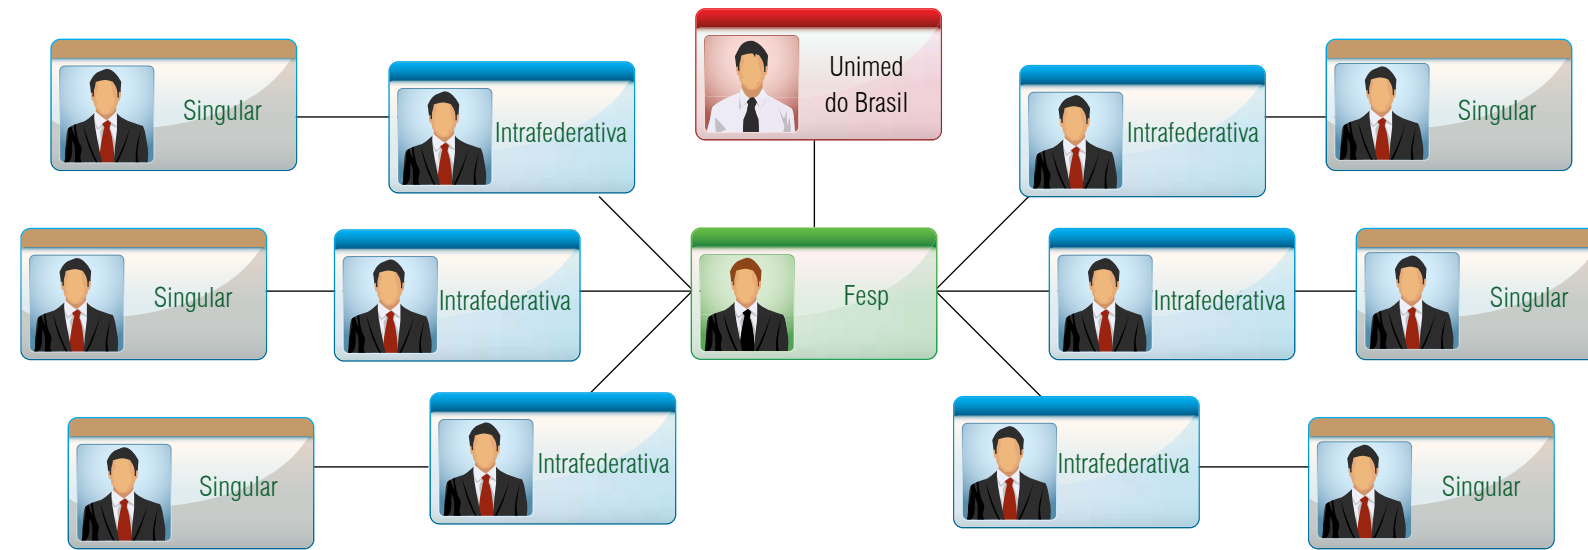 Unimed
do Brasil
Singular
Intrafederativa
Intrafederativa
Singular
Singular
Intrafederativa
Fesp
Intrafederativa
Singular
Singular
Intrafederativa
Intrafederativa
Singular